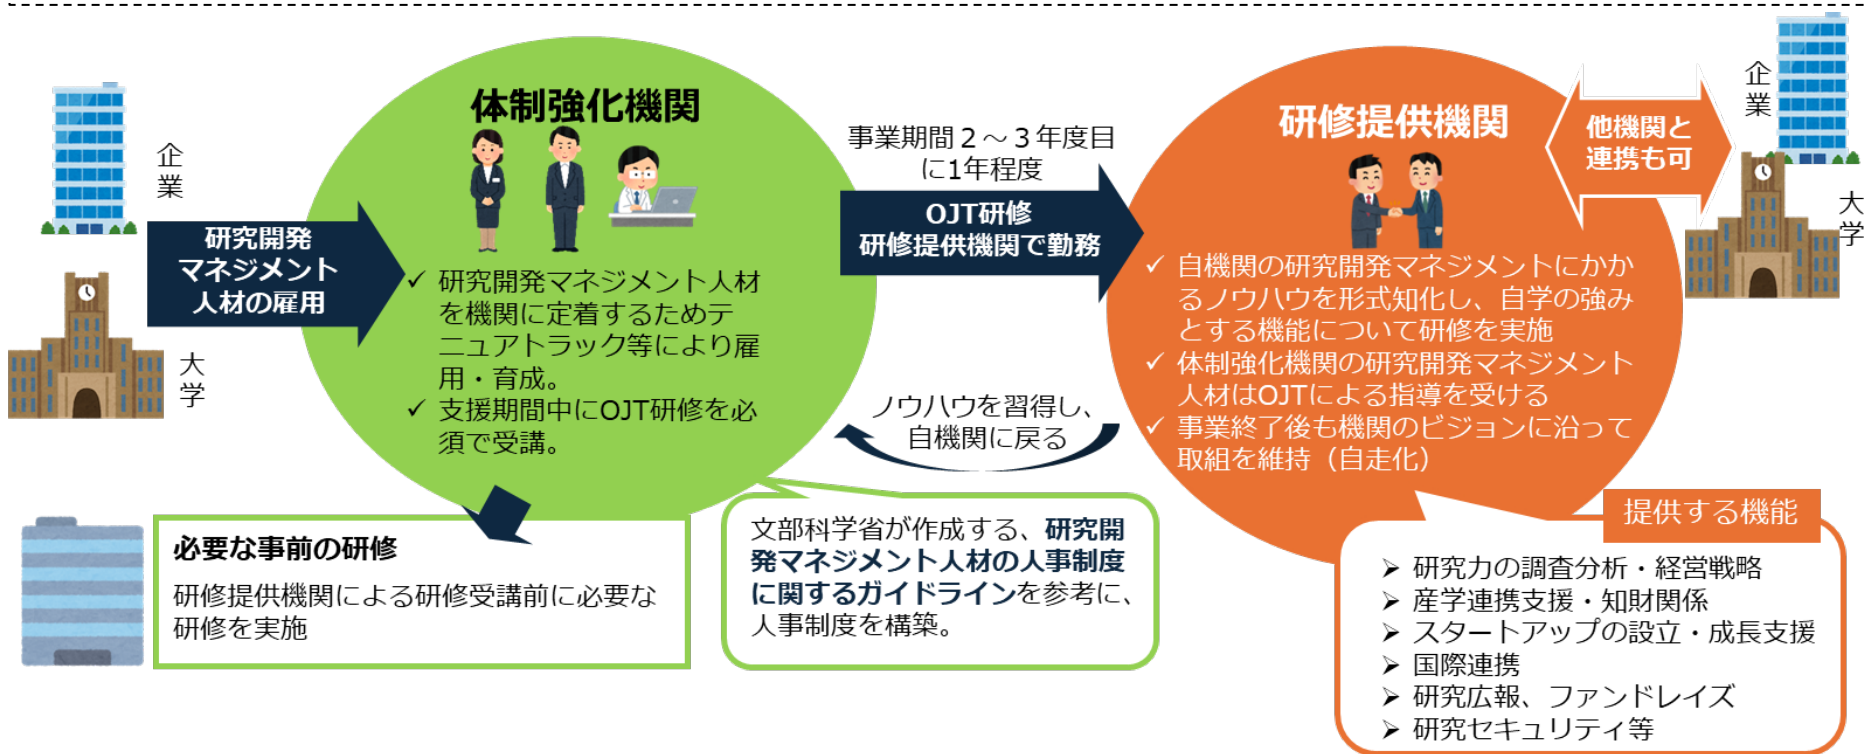 企業
大学
研究開発
マネジメント
人材の雇用
体制強化機関
✓ 研究開発マネジメント人材
を機関に定着するためテ
ニュアトラック等により雇
用・育成。
✓ 支援期間中にOJT研修を必
須で受講。
事業期間２～３年度目
に1年程度
OJT研修
研修提供機関で勤務
ノウハウを習得し、
自機関に戻る
研修提供機関
✓ 自機関の研究開発マネジメントにかか
るノウハウを形式知化し、自学の強み
とする機能について研修を実施
✓ 体制強化機関の研究開発マネジメント
人材はOJTによる指導を受ける
✓ 事業終了後も機関のビジョンに沿って
取組を維持（自走化）
他機関と
連携も可
企業
大学
必要な事前の研修
研修提供機関による研修受講前に必要な
研修を実施
文部科学省が作成する、研究開
発マネジメント人材の人事制度
に関するガイドラインを参考に、
人事制度を構築。
提供する機能
➢ 研究力の調査分析・経営戦略
➢ 産学連携支援・知財関係
➢ スタートアップの設立・成長支援
➢ 国際連携
➢ 研究広報、ファンドレイズ
➢ 研究セキュリティ等